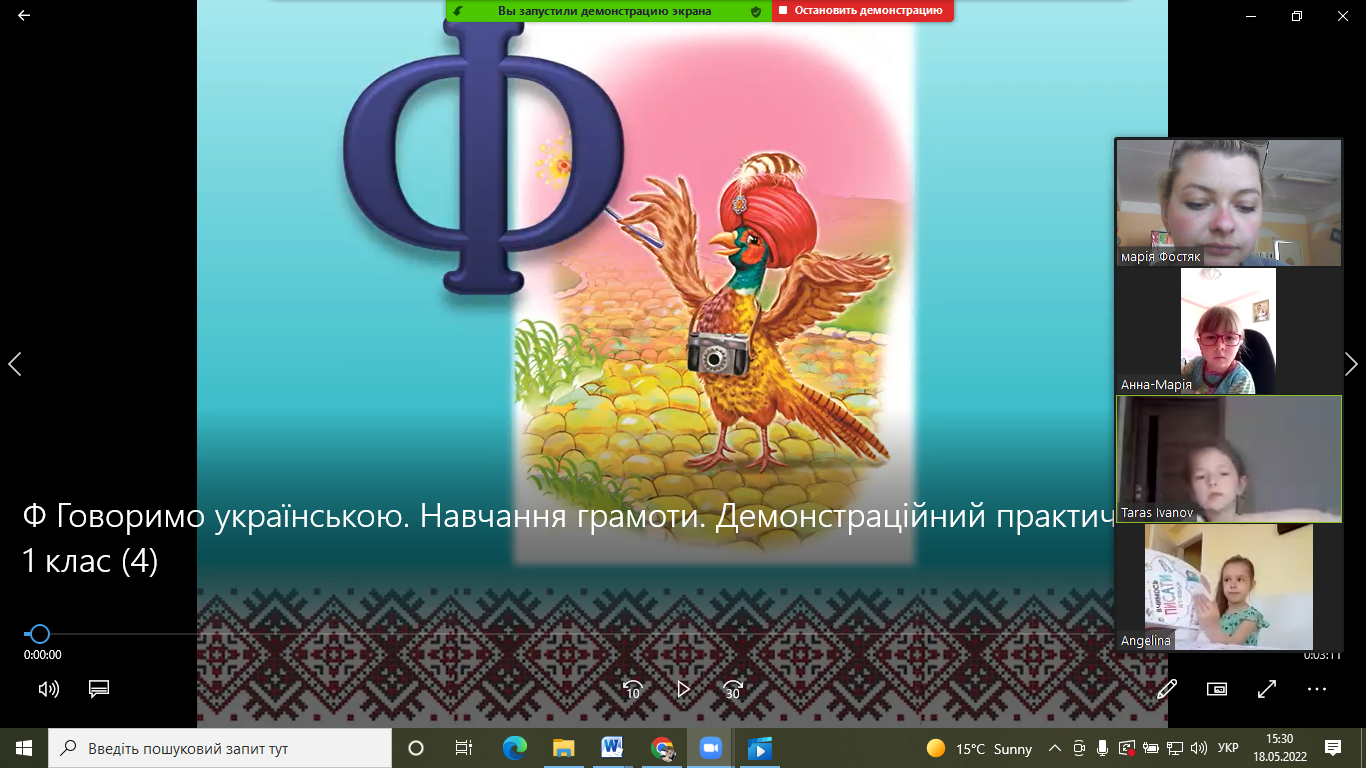 Вы запустили демонстрацию экрана
Остановить демонстрацию
Ф
марія Фостяк
Анна-Марія
Taras Ivanov
ВЧИМОСЬ
ПИСАТИ
Angelina
Ф Говоримо українською. Навчання грамоти. Демонстраційний практич
1 клас (4)
0:00:00
0:03:11
10
30
Введіть пошуковий запит тут
15°C Sunny
УКР
15:30
18.05.2022